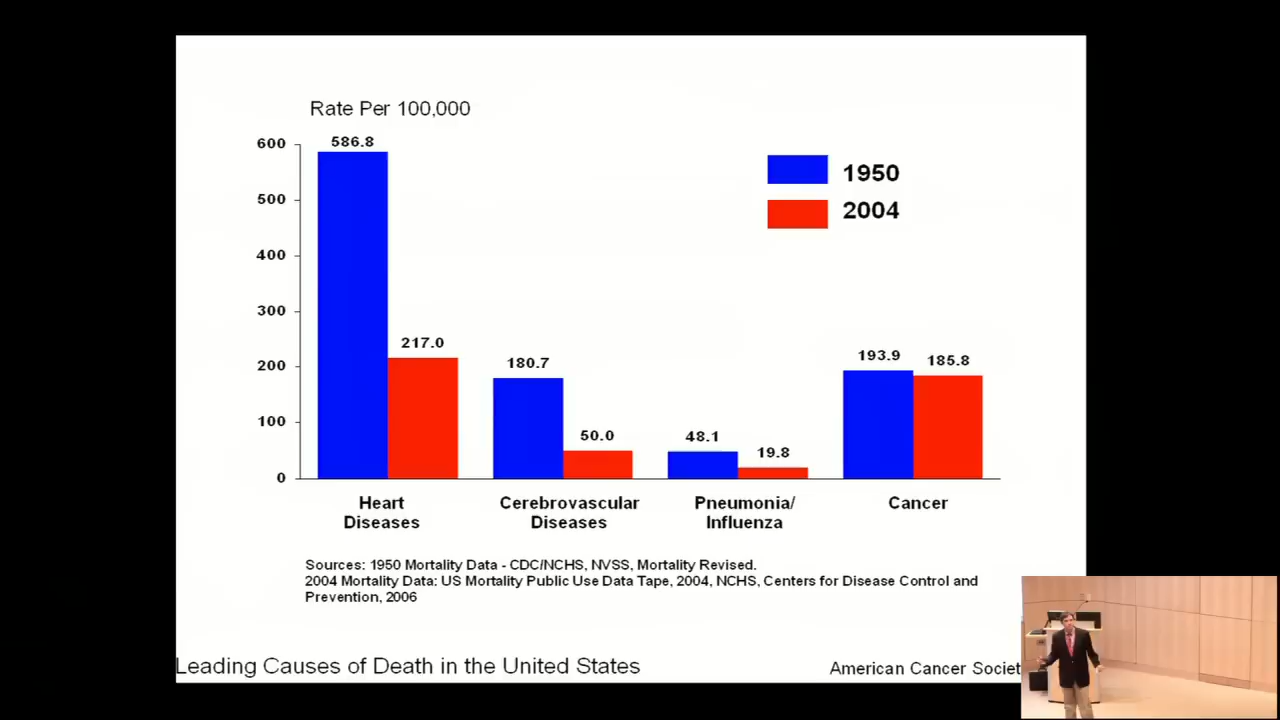 Rate Per 100,000
600
500
400
300
200
100
0
586.8
217.0
180.7
50.0
48.1
19.8
193.9
185.8
1950
2004
Heart
Diseases
Cerebrovascular
Diseases
Pneumonia/
Influenza
Cancer
Sources: 1950 Mortality Data - CDC/NCHS, NVSS, Mortality Revised.
2004 Mortality Data: US Mortality Public Use Data Tape, 2004, NCHS, Centers for Disease Control and
Prevention, 2006
Leading Causes of Death in the United States
American Cancer Societ